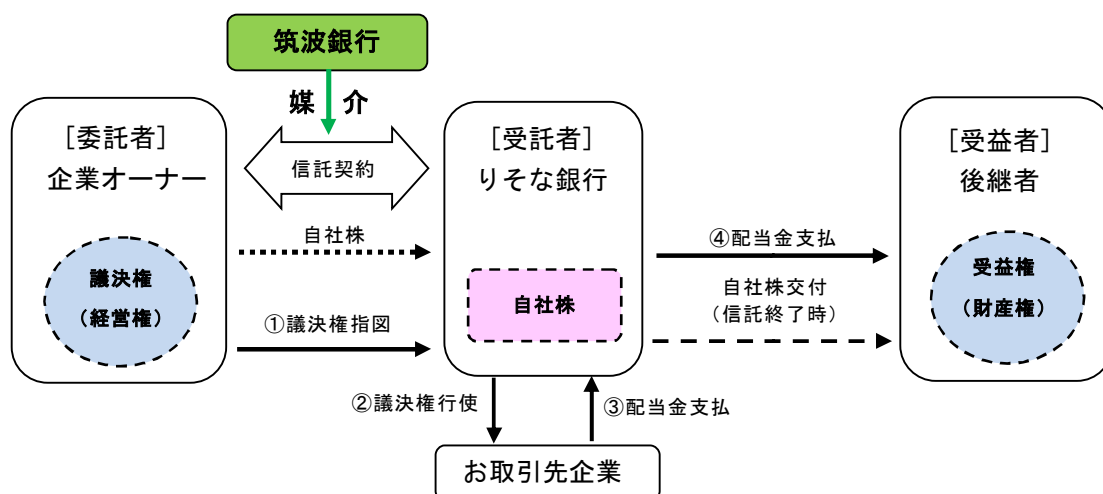 筑波銀行
媒 介
[委託者]
企業オーナー
信託契約
[受託者]
りそな銀行
[受益者]
後継者
自社株
議決権
(経営権)
①議決権指図
自社株
④配当金支払
自社株交付
(信託終了時)
受益権
(財産権)
②議決権行使
③配当金支払
お取引先企業